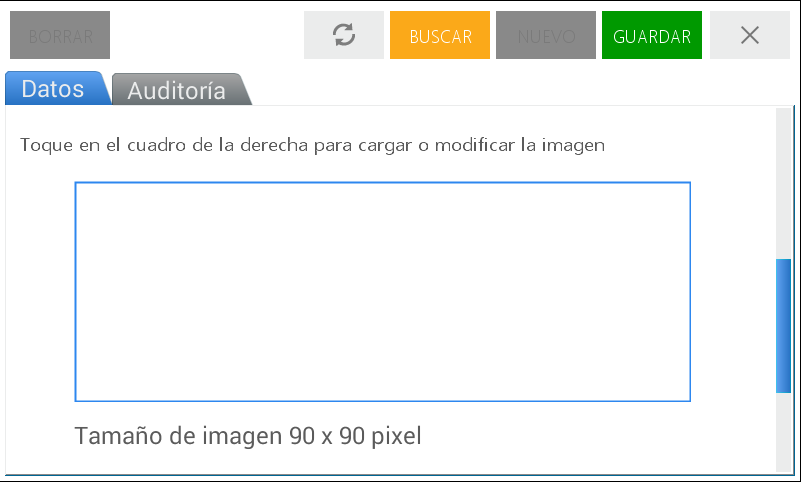 BORRAR BUSCAR NUEVO GUARDAR
Datos Auditoría
Toque en el cuadro de la derecha para cargar o modificar la imagen
Tamaño de imagen 90 x 90 pixel